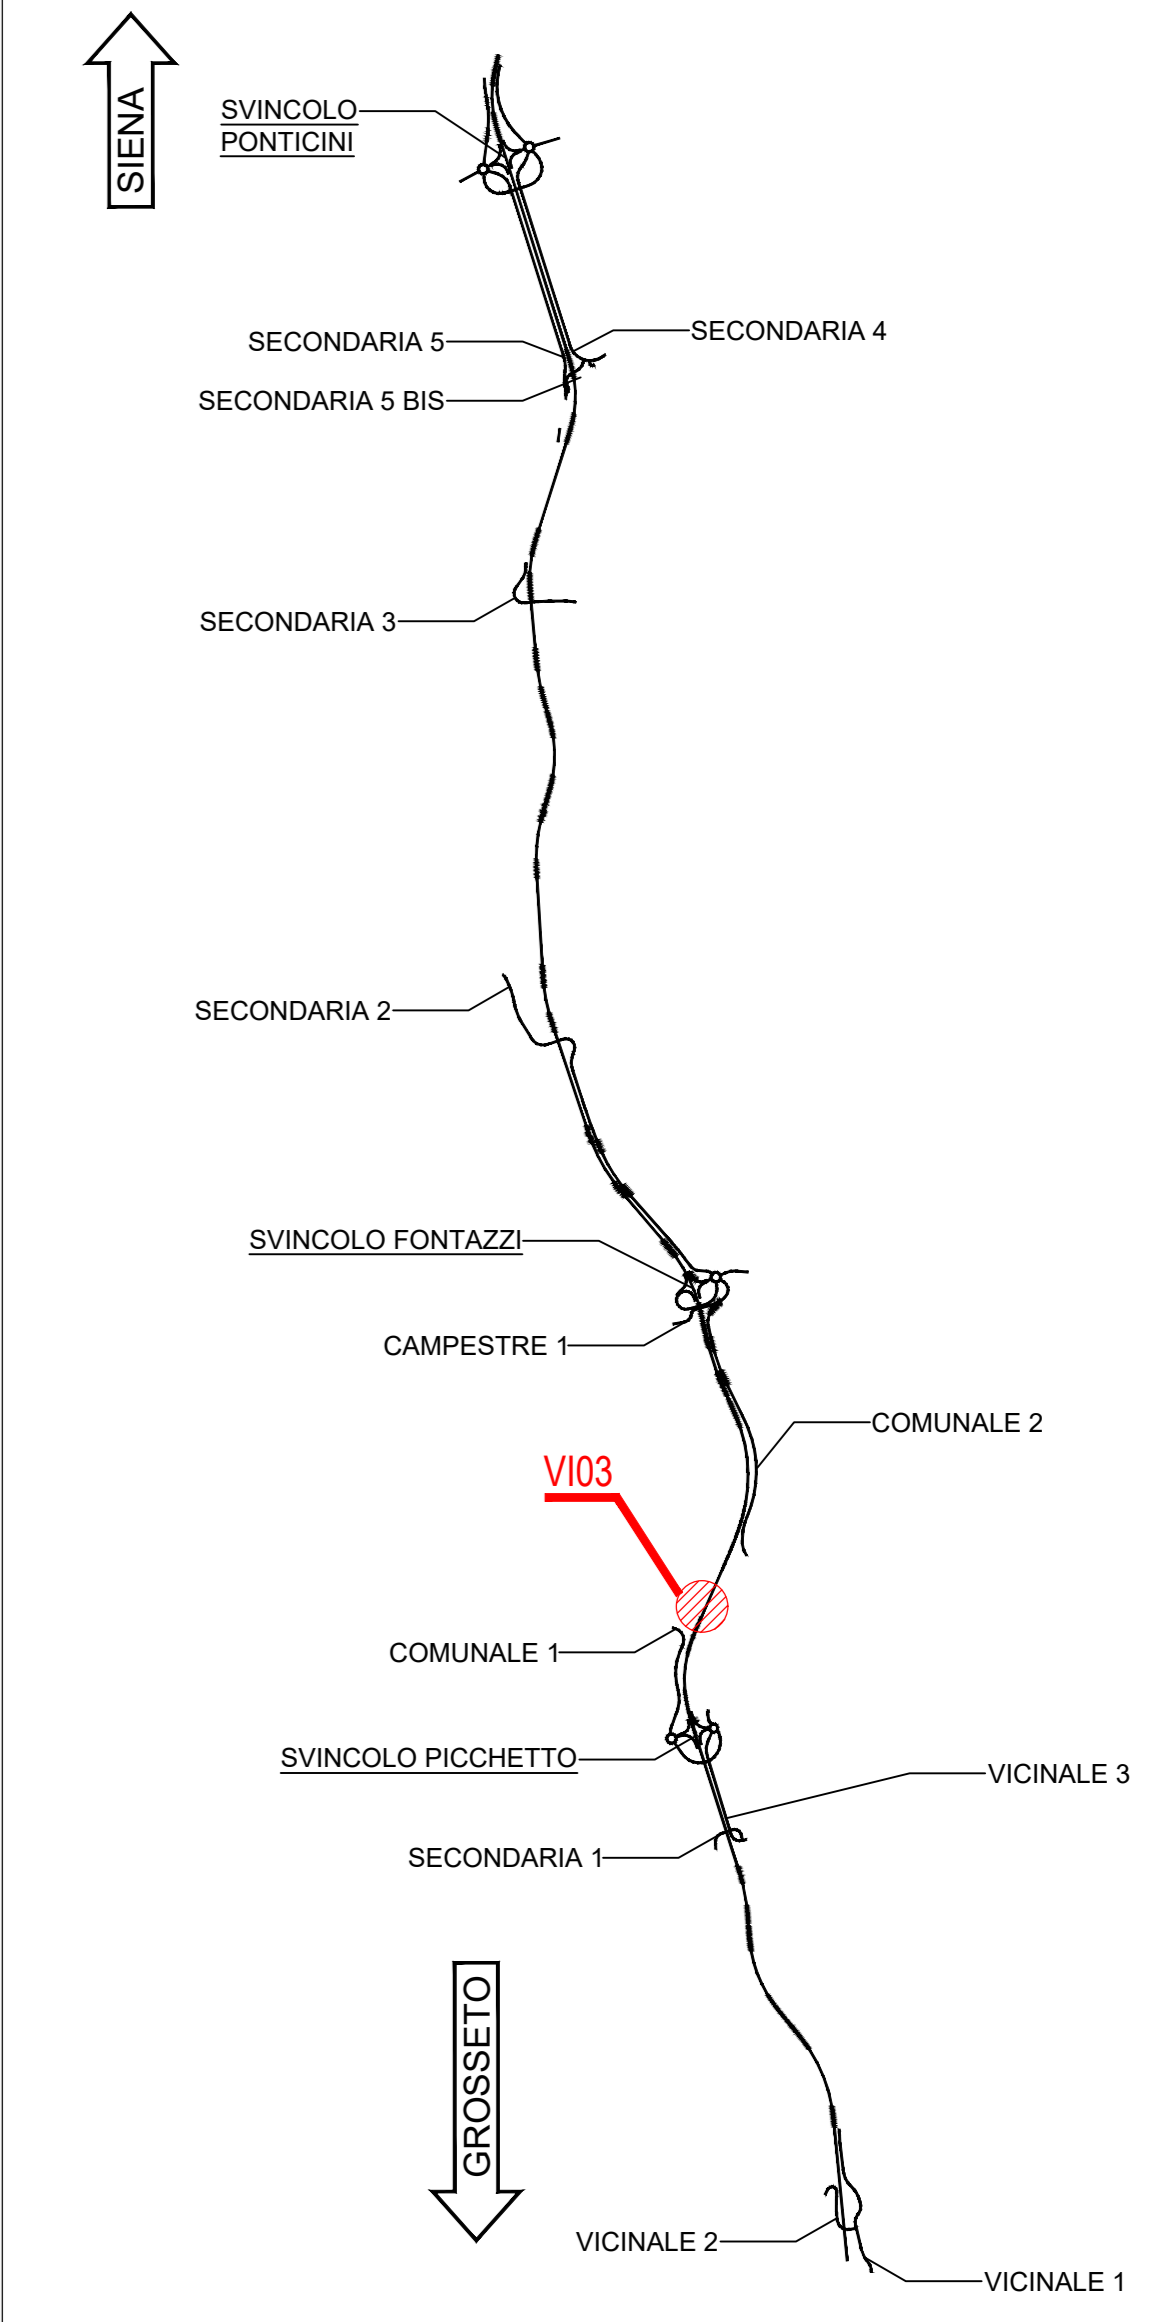 SIENA
SVINCOLO
PONTICINI
SECONDARIA 4
SECONDARIA 5
SECONDARIA 5 BIS
SECONDARIA 3
SECONDARIA 2
SVINCOLO FONTAZZI
CAMPESTRE 1
COMUNALE 2
VI03
COMUNALE 1
SVINCOLO PICCHETTO
VICINALE 3
SECONDARIA 1
GROSSETO
VICINALE 2
VICINALE 1